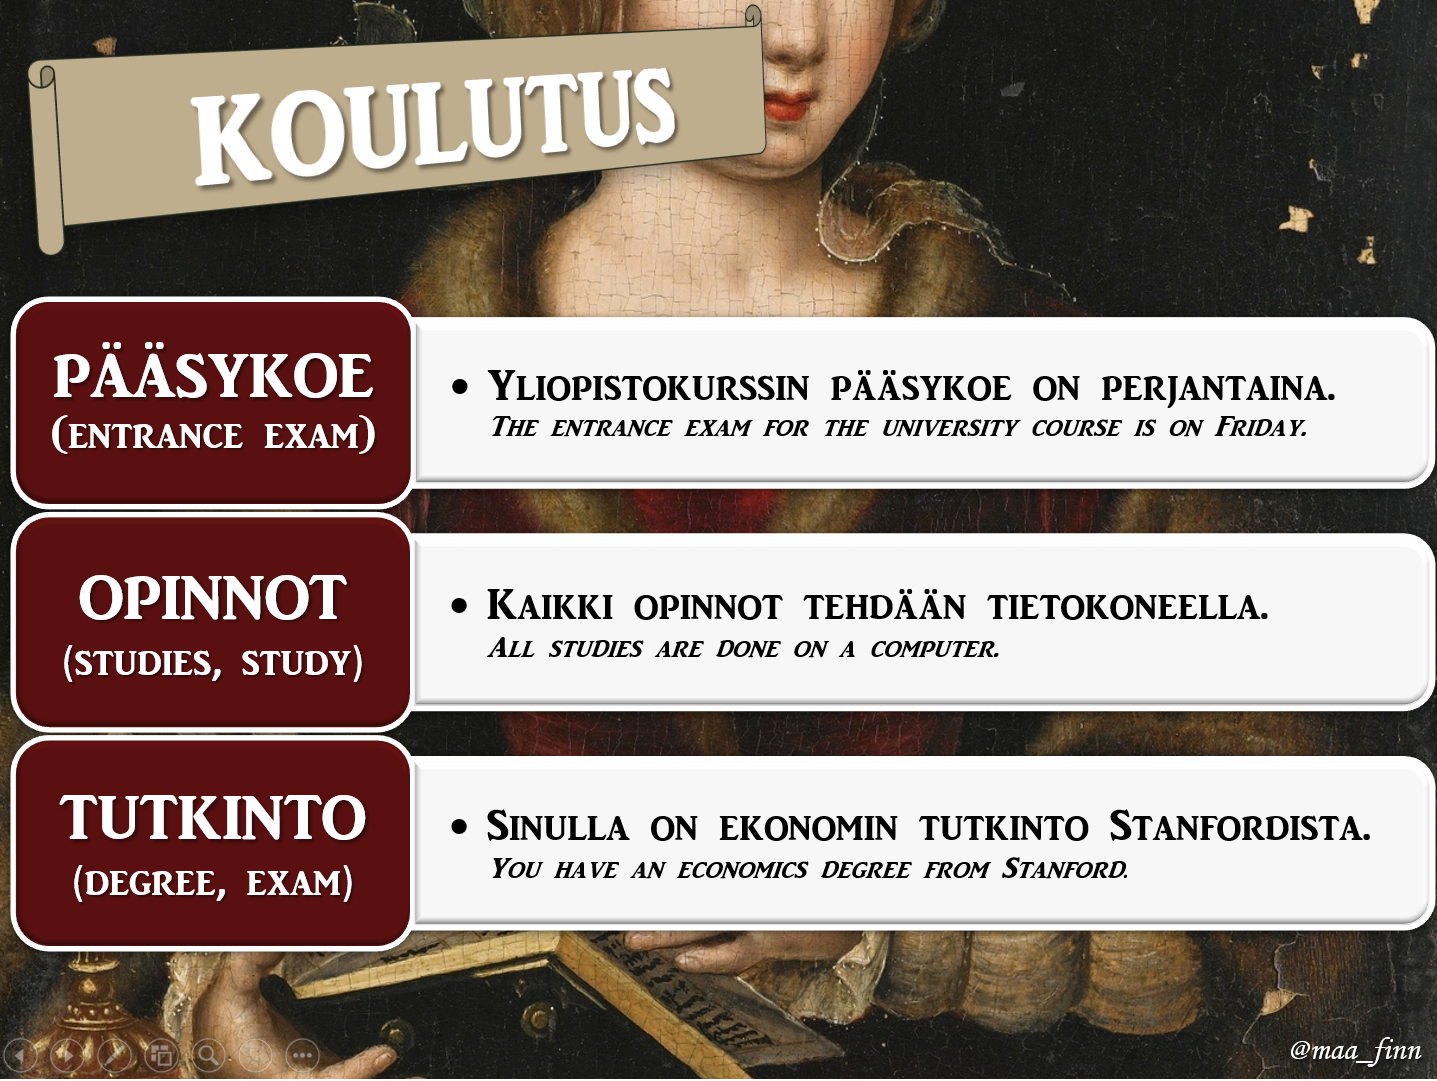 KOULUTUS
PÄÄSYKOE
(ENTRANCE EXAM)
• YLIOPISTOKURSSIN PÄÄSYKOE ON PERJANTAINA.
THE ENTRANCE EXAM FOR THE UNIVERSITY COURSE IS ON FRIDAY.
OPINNOT
(STUDIES, STUDY)
• KAIKKI OPINNOT TEHDÄÄN TIETOKONEELLA.
ALL STUDIES ARE DONE ON A COMPUTER.
TUTKINTO
(DEGREE, EXAM)
• SINULLA ON EKONOMIN TUTKINTO STANFORDISTA.
YOU HAVE AN ECONOMICS DEGREE FROM STANFORD.
@maa_finn